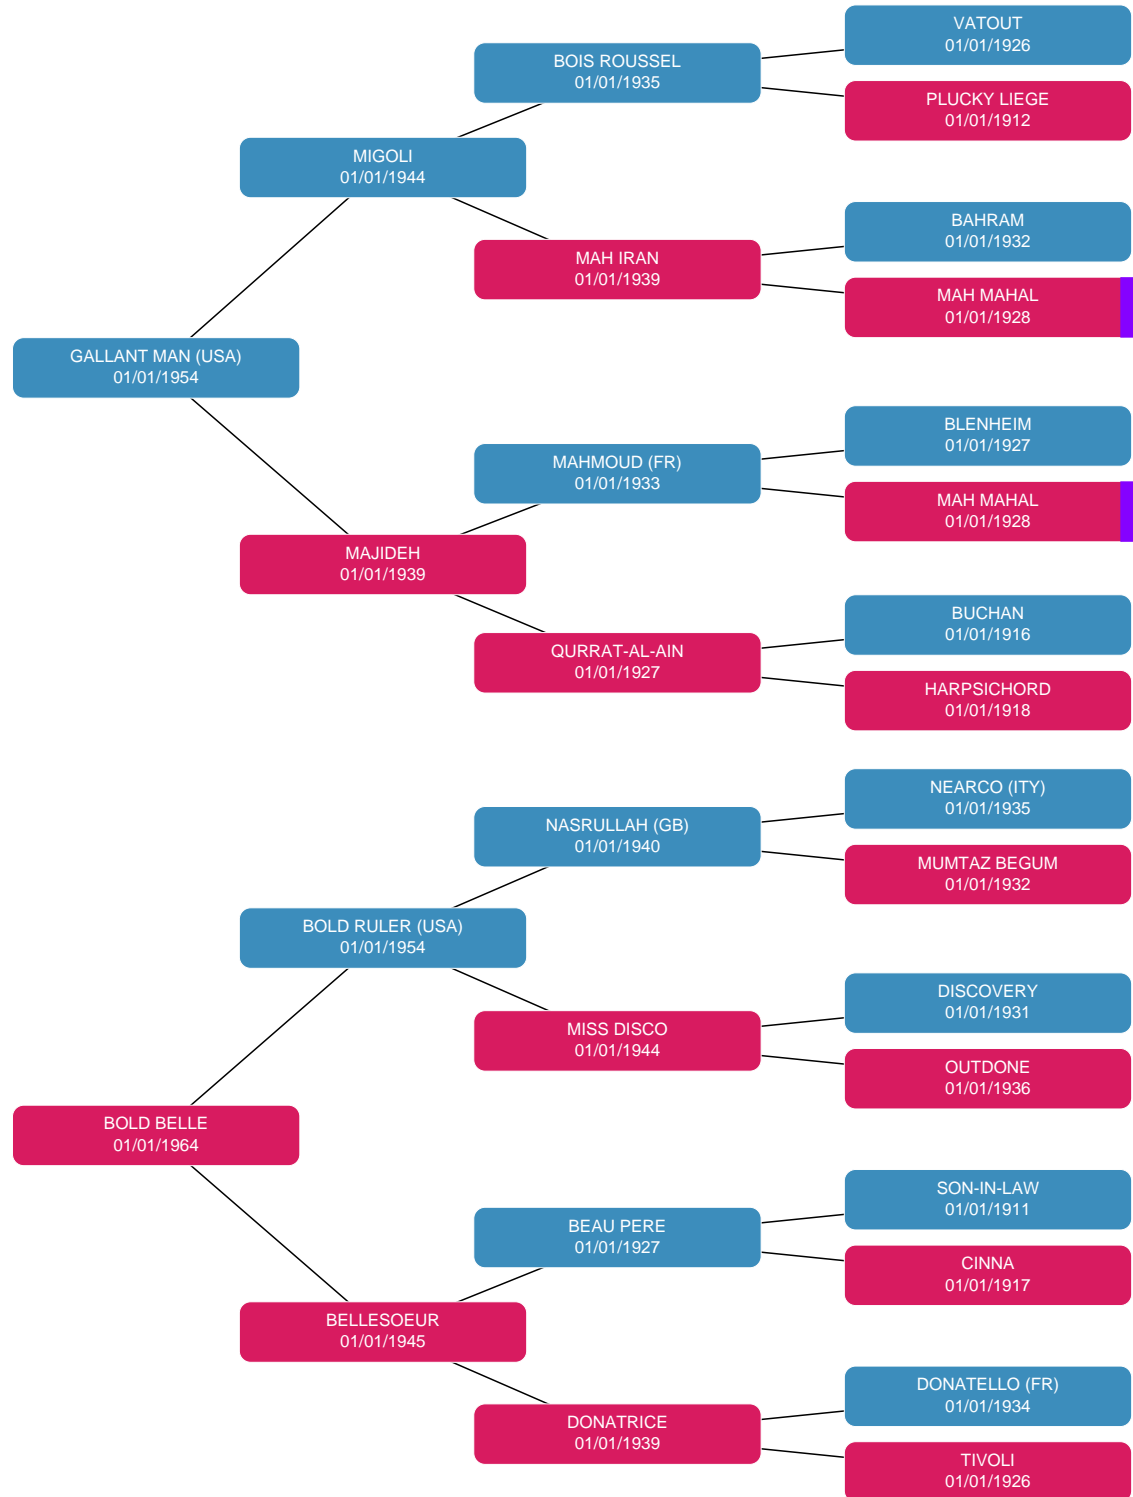 VATOUT
01/01/1926
BOIS ROUSSEL
01/01/1935
PLUCKY LIEGE
01/01/1912
MIGOLI
01/01/1944
BAHRAM
01/01/1932
MAH IRAN
01/01/1939
MAH MAHAL
01/01/1928
GALLANT MAN (USA)
01/01/1954
BLENHEIM
01/01/1927
MAHMOUD (FR)
01/01/1933
MAH MAHAL
01/01/1928
MAJIDEH
01/01/1939
BUCHAN
01/01/1916
QURRAT-AL-AIN
01/01/1927
HARPSICHORD
01/01/1918
NEARCO (ITY)
01/01/1935
NASRULLAH (GB)
01/01/1940
MUMTAZ BEGUM
01/01/1932
BOLD RULER (USA)
01/01/1954
DISCOVERY
01/01/1931
MISS DISCO
01/01/1944
OUTDONE
01/01/1936
BOLD BELLE
01/01/1964
SON-IN-LAW
01/01/1911
BEAU PERE
01/01/1927
CINNA
01/01/1917
BELLESOEUR
01/01/1945
DONATELLO (FR)
01/01/1934
DONATRICE
01/01/1939
TIVOLI
01/01/1926